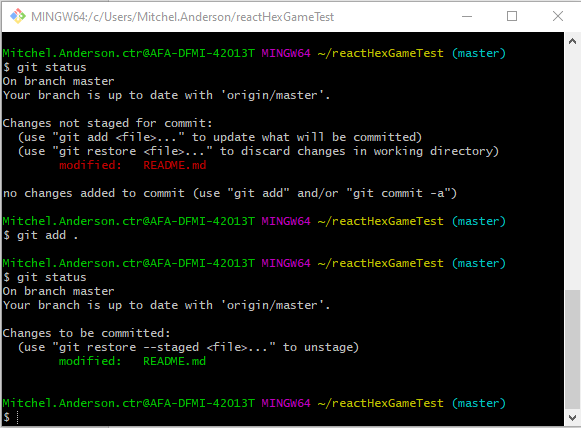 MINGW64:/c/Users/Mitchel.Anderson/reactHexGameTest
Mitchel.Anderson.ctr@AFA-DFMI-42013T MINGW64 ~/reactHexGameTest (master)
$ git status
On branch master
Your branch is up to date with 'origin/master'.

Changes not staged for commit:
  (use "git add <file>..." to update what will be committed)
  (use "git restore <file>..." to discard changes in working directory)
        modified:   README.md

no changes added to commit (use "git add" and/or "git commit -a")

Mitchel.Anderson.ctr@AFA-DFMI-42013T MINGW64 ~/reactHexGameTest (master)
$ git add .

Mitchel.Anderson.ctr@AFA-DFMI-42013T MINGW64 ~/reactHexGameTest (master)
$ git status
On branch master
Your branch is up to date with 'origin/master'.

Changes to be committed:
  (use "git restore --staged <file>..." to unstage)
        modified:   README.md

Mitchel.Anderson.ctr@AFA-DFMI-42013T MINGW64 ~/reactHexGameTest (master)
$